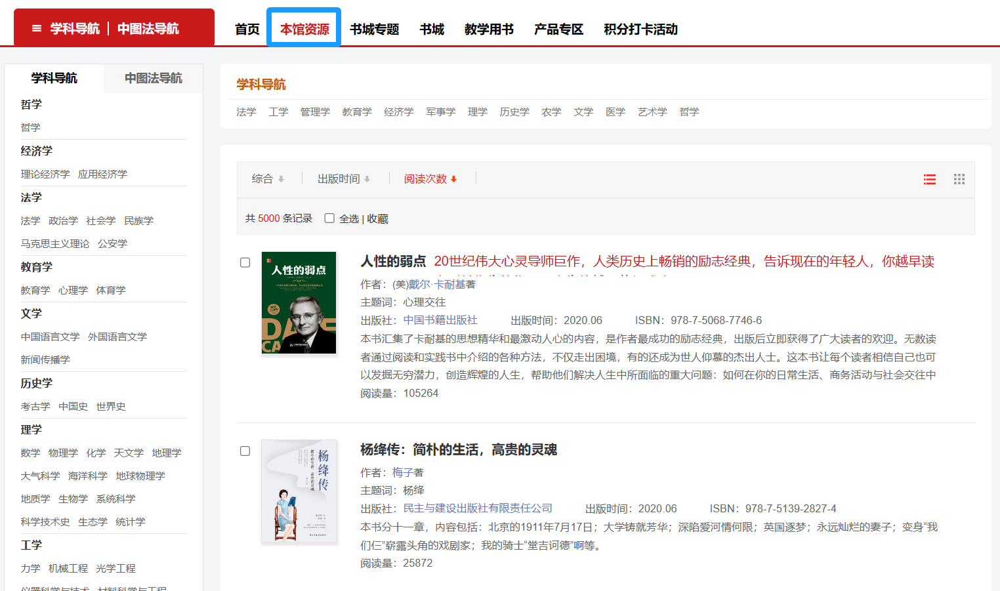 学科导航 | 中图法导航
首页 本馆资源 书城专题 书城 教学用书 产品专区 积分打卡活动
学科导航 中图法导航
哲学
哲学
经济学
理论经济学 应用经济学
法学
法学 政治学 社会学 民族学
马克思主义理论 公安学
教育学
教育学 心理学 体育学
文学
中国语言文学 外国语言文学
新闻传播学
历史学
考古学 中国史 世界史
理学
数学 物理学 化学 天文学 地理学
大气科学 海洋科学 地球物理学
地质学 生物学 系统科学
科学技术史 生态学 统计学
工学
力学 机械工程 光学工程
仪器科学与技术 材料科学与工程
学科导航
法学 工学 管理学 教育学 经济学 军事学 理学 历史学 农学 文学 医学 艺术学 哲学
综合 出版时间 阅读次数
共 5000 条记录 全选 | 收藏
人性的弱点
人性的弱点 20世纪伟大心灵导师巨作，人类历史上畅销的励志经典，告诉现在的年轻人，你越早读
作者：(美)戴尔·卡耐基著
主题词：心理交往
出版社：中国书籍出版社 出版时间：2020.06 ISBN：978-7-5068-7746-6
本书汇集了卡耐基的思想精华和最激动人心的内容，是作者最成功的励志经典，出版后立即获得了广大读者的欢迎。无数读
者通过阅读和实践书中介绍的各种方法，不仅走出困境，有的还成为世人仰慕的杰出人士。这本书让每个读者相信自己也可
以发掘无穷潜力，创造辉煌的人生，帮助他们解决人生中所面临的重大问题：如何在你的日常生活、商务活动与社会交往中
阅读量：105264
杨绛传
简朴的生活，高贵的灵魂
杨绛传：简朴的生活，高贵的灵魂
作者：梅子著
主题词：杨绛
出版社：民主与建设出版社有限责任公司 出版时间：2020.06 ISBN：978-7-5139-2827-4
本书分十一章，内容包括：北京的1911年7月17日；大学铸就芳华；深陷爱河情何限；英国逐梦；永远灿烂的妻子；变身“我
们仨”崭露头角的戏剧家；我的骑士“堂吉诃德”啊等。
阅读量：25872